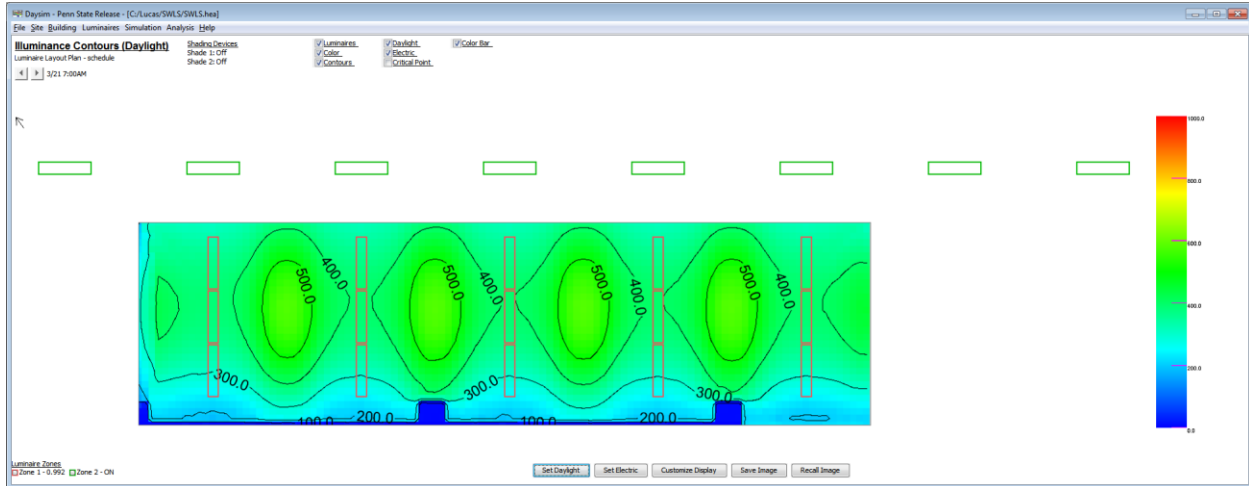 Daysim - Penn State Release - [C:/Lucas/SWLS/SWLS.hea]
File Site Building Luminaires Simulation Analysis Help
Illuminance Contours (Daylight)
Luminaire Layout Plan - schedule
3/21 7:00AM
Shading Devices
Shade 1: Off
Shade 2: Off
Luminaires
Color
Contours
Daylight
Electric
Critical Point
Color Bar
1000.0
800.0
600.0
400.0
200.0
0.0
400.0 400.0 400.0 400.0
500.0 500.0 500.0 500.0
300.0 300.0 300.0
100.0 200.0 100.0 200.0
Luminaire Zones
Zone 1 - 0.992 Zone 2 - ON
Set Daylight Set Electric Customize Display Save Image Recall Image